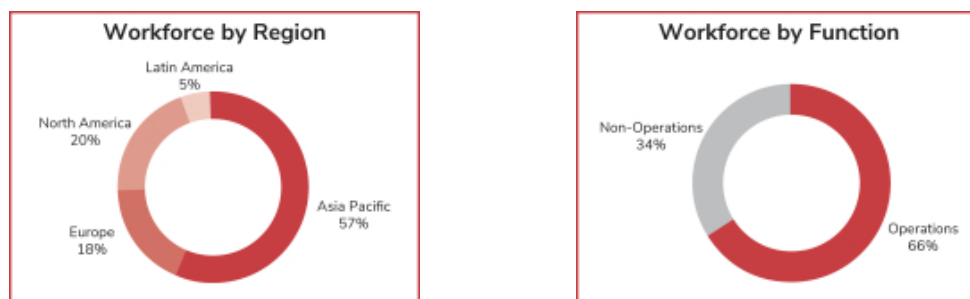 Workforce by Region
Latin America
5%
North America
20%
Asia Pacific
57%
Europe
18%
Workforce by Function
Non-Operations
34%
Operations
66%